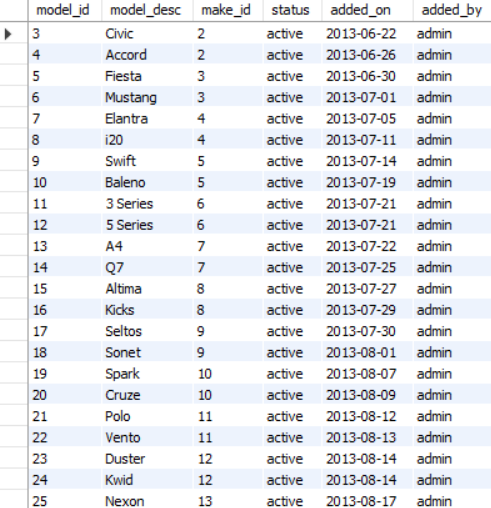 model_id model_desc make_id status added_on added_by
3 Civic 2 active 2013-06-22 admin
4 Accord 2 active 2013-06-26 admin
5 Fiesta 3 active 2013-06-30 admin
6 Mustang 3 active 2013-07-01 admin
7 Elantra 4 active 2013-07-05 admin
8 i20 4 active 2013-07-11 admin
9 Swift 5 active 2013-07-14 admin
10 Baleno 5 active 2013-07-19 admin
11 3 Series 6 active 2013-07-21 admin
12 5 Series 6 active 2013-07-21 admin
13 A4 7 active 2013-07-22 admin
14 Q7 7 active 2013-07-25 admin
15 Altima 8 active 2013-07-27 admin
16 Kicks 8 active 2013-07-29 admin
17 Seltos 9 active 2013-07-30 admin
18 Sonet 9 active 2013-08-01 admin
19 Spark 10 active 2013-08-07 admin
20 Cruze 10 active 2013-08-09 admin
21 Polo 11 active 2013-08-12 admin
22 Vento 11 active 2013-08-13 admin
23 Duster 12 active 2013-08-14 admin
24 Kwid 12 active 2013-08-14 admin
25 Nexon 13 active 2013-08-17 admin